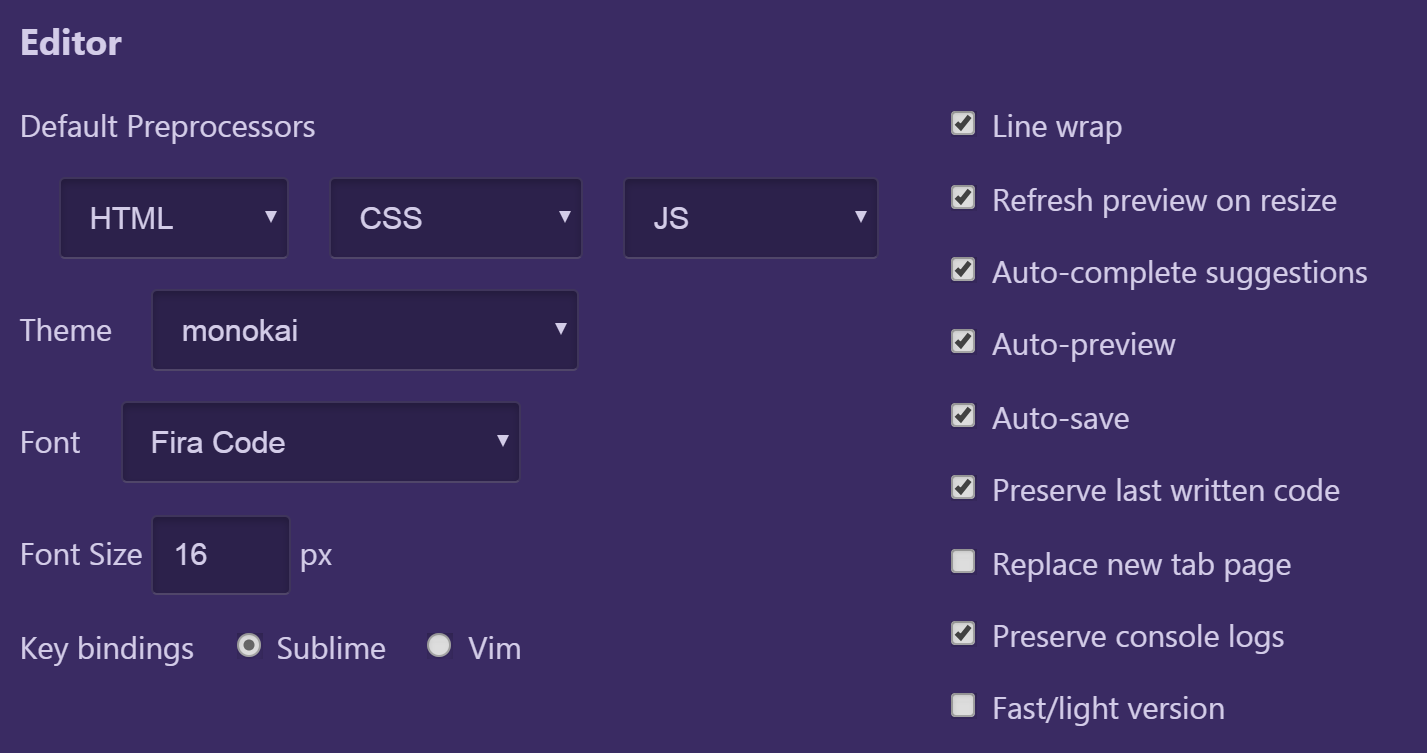 Editor
Default Preprocessors
HTML CSS JS
Theme monokai
Font Fira Code
Font Size 16 px
Key bindings Sublime Vim
Line wrap
Refresh preview on resize
Auto-complete suggestions
Auto-preview
Auto-save
Preserve last written code
Replace new tab page
Preserve console logs
Fast/light version